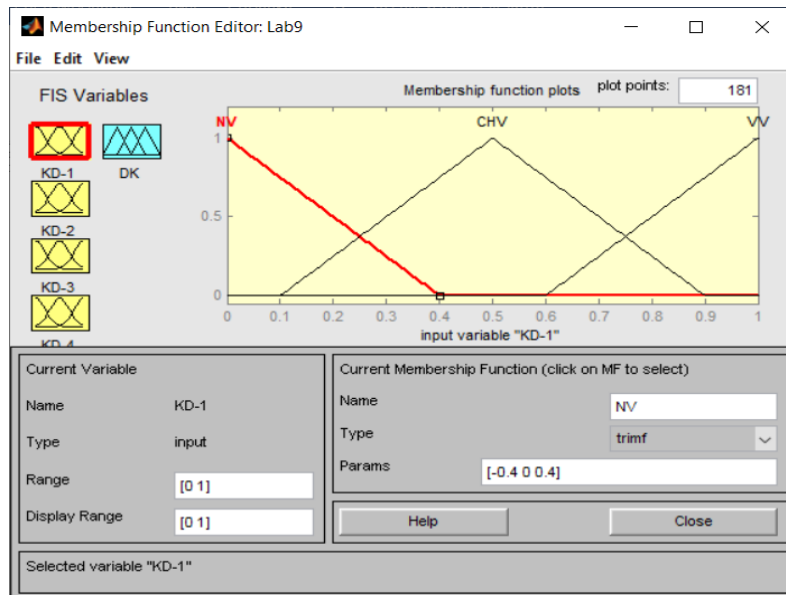 Membership Function Editor: Lab9
File Edit View
FIS Variables
Membership function plots plot points: 181
KD-1 DK
KD-2
KD-3
KD-4
NV CHV VV
1
0.5
0
0 0.1 0.2 0.3 0.4 0.5 0.6 0.7 0.8 0.9 1
input variable "KD-1"
Current Variable
Name KD-1
Type input
Range [0 1]
Display Range [0 1]
Current Membership Function (click on MF to select)
Name NV
Type trimf
Params [-0.4 0 0.4]
Help Close
Selected variable "KD-1"